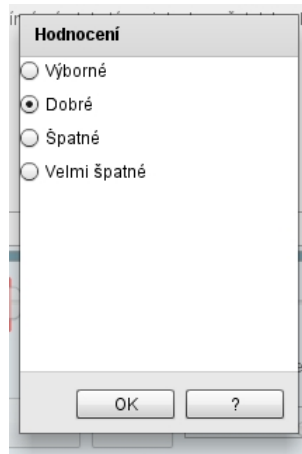 Hodnocení
Výborné
Dobré
Špatné
Velmi špatné
OK
?